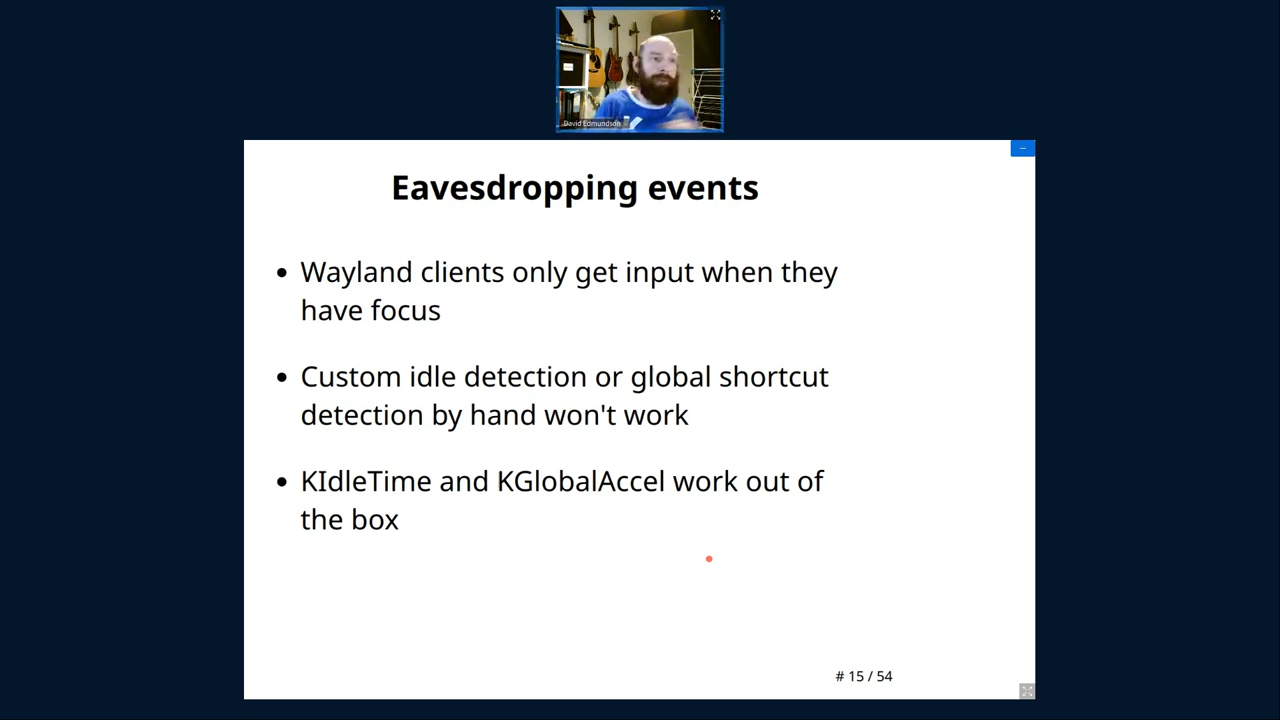 David Edmundson
Eavesdropping events
• Wayland clients only get input when they
have focus
• Custom idle detection or global shortcut
detection by hand won't work
• KIdleTime and KGlobalAccel work out of
the box
# 15 / 54